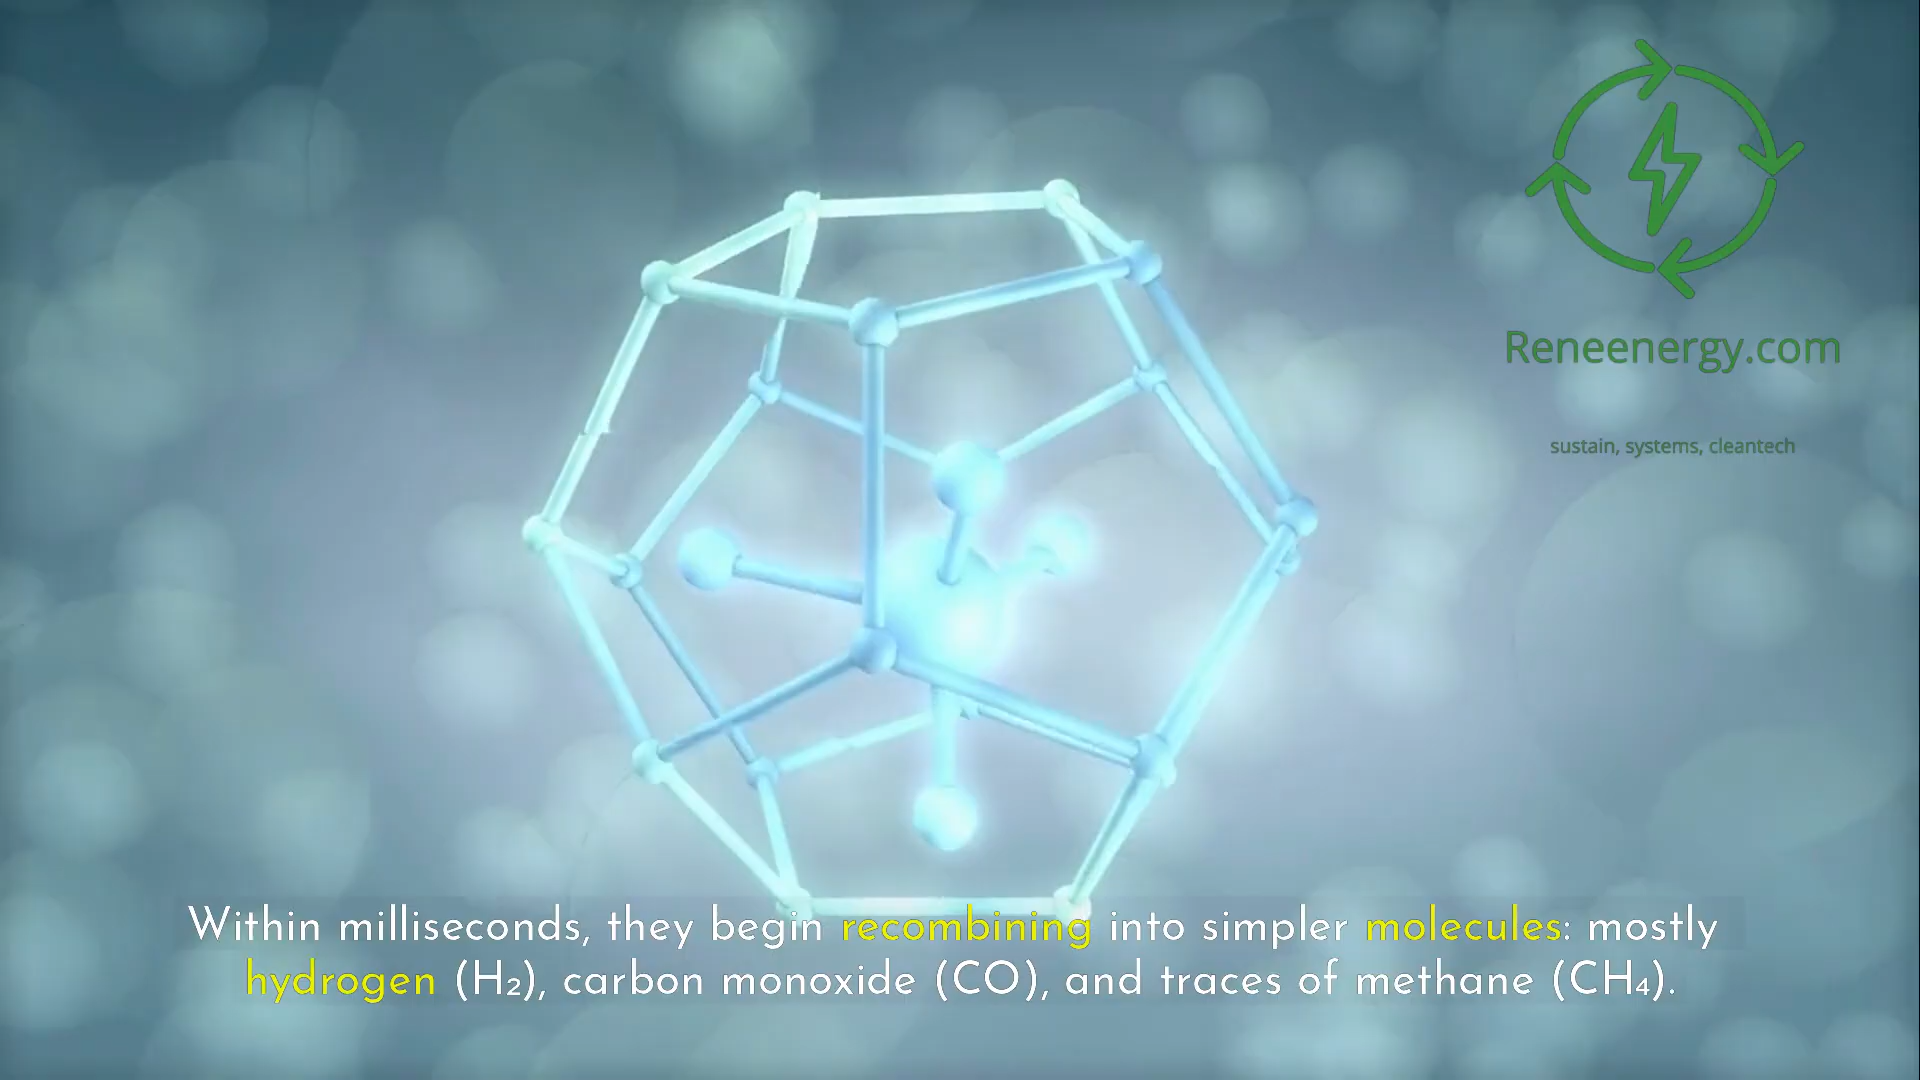 Reneenergy.com
sustain, systems, cleantech
Within milliseconds, they begin recombining into simpler molecules: mostly
hydrogen (H₂), carbon monoxide (CO), and traces of methane (CH₄).